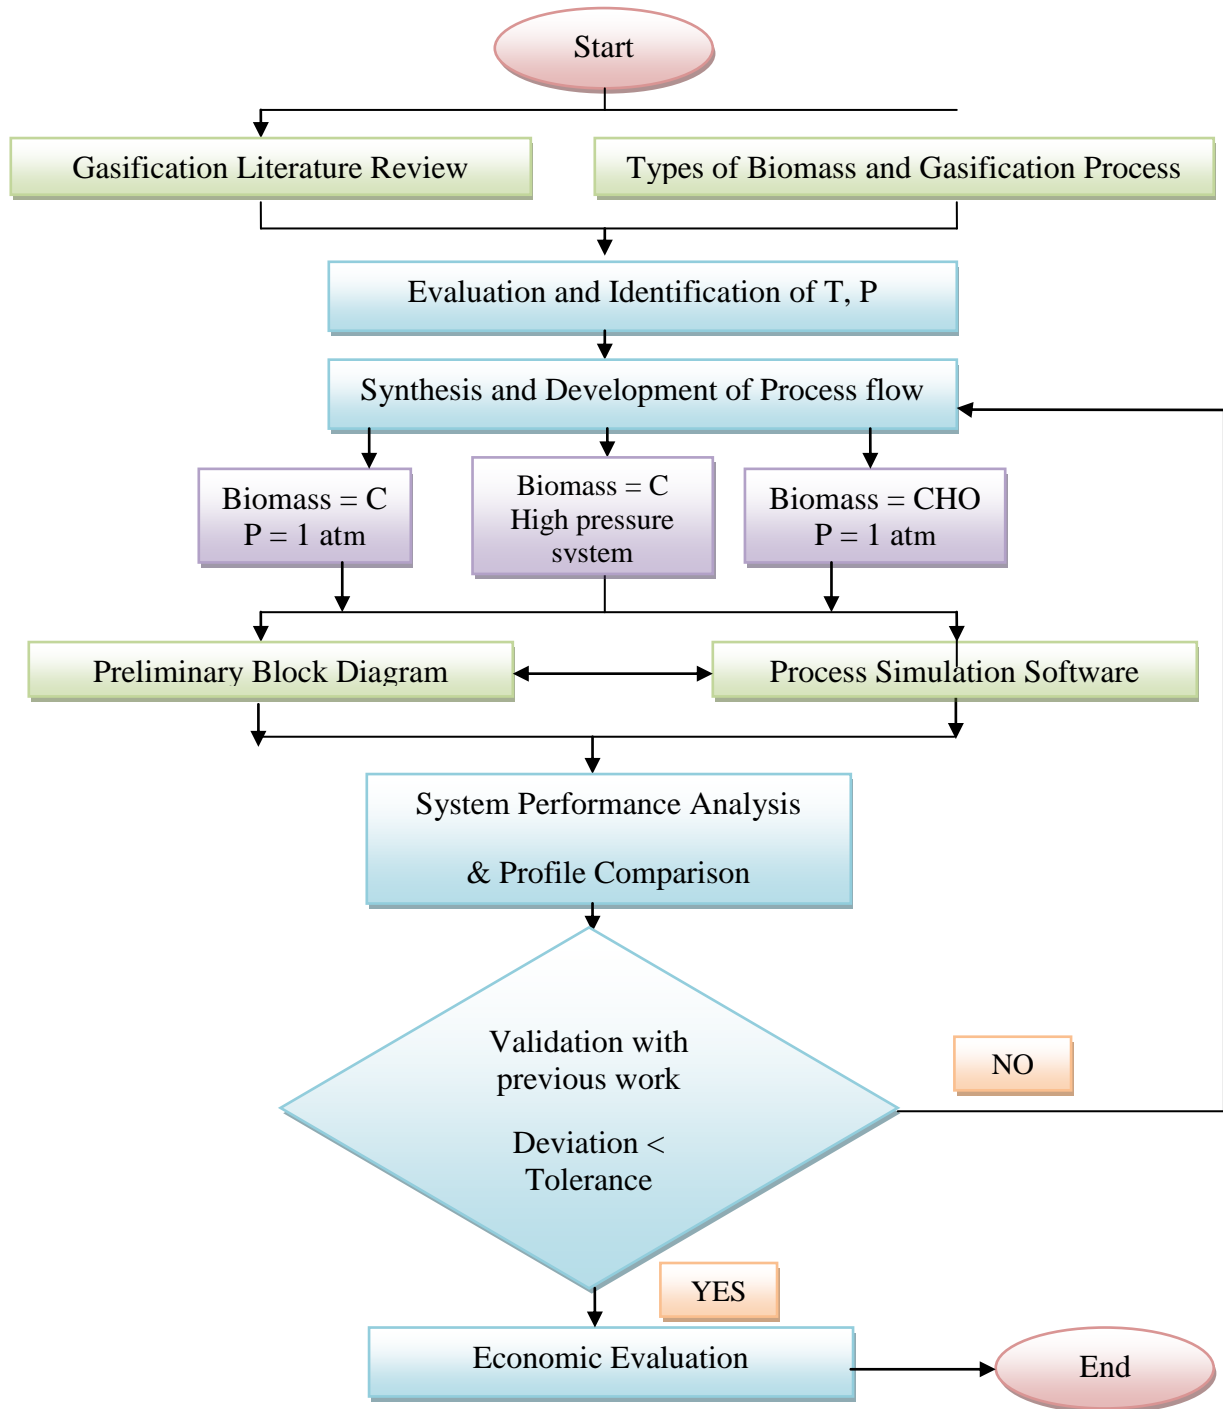 Start
Gasification Literature Review
Types of Biomass and Gasification Process
Evaluation and Identification of T, P
Synthesis and Development of Process flow
Biomass = C
P = 1 atm
Biomass = C
High pressure
system
Biomass = CHO
P = 1 atm
Preliminary Block Diagram
Process Simulation Software
System Performance Analysis
& Profile Comparison
Validation with
previous work
Deviation <
Tolerance
NO
YES
Economic Evaluation
End